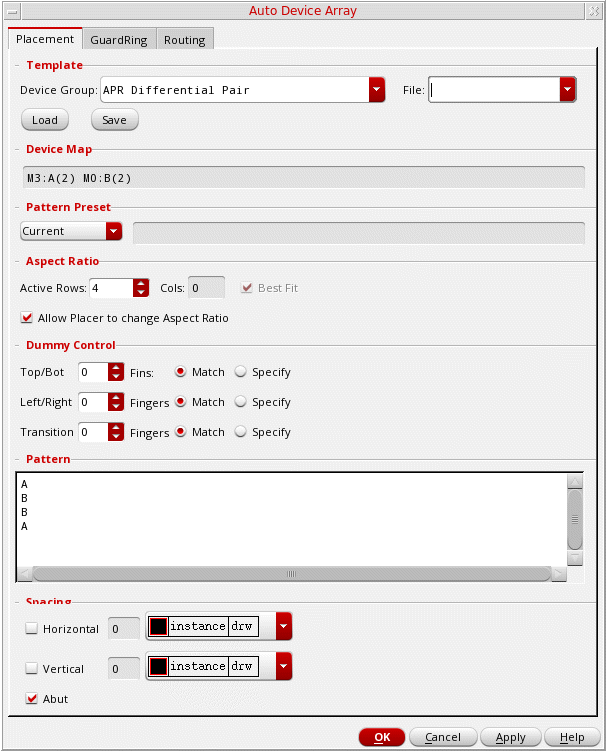 Auto Device Array
Placement GuardRing Routing
Template
Device Group: APR Differential Pair File:
Load Save
Device Map
M3:A(2) M0:B(2)
Pattern Preset
Current
Aspect Ratio
Active Rows: 4 Cols: 0 Best Fit
Allow Placer to change Aspect Ratio
Dummy Control
Top/Bot 0 Fins: Match Specify
Left/Right 0 Fingers Match Specify
Transition 0 Fingers Match Specify
Pattern
A
B
B
A
Spacing
Horizontal 0 instance drw
Vertical 0 instance drw
Abut
OK Cancel Apply Help